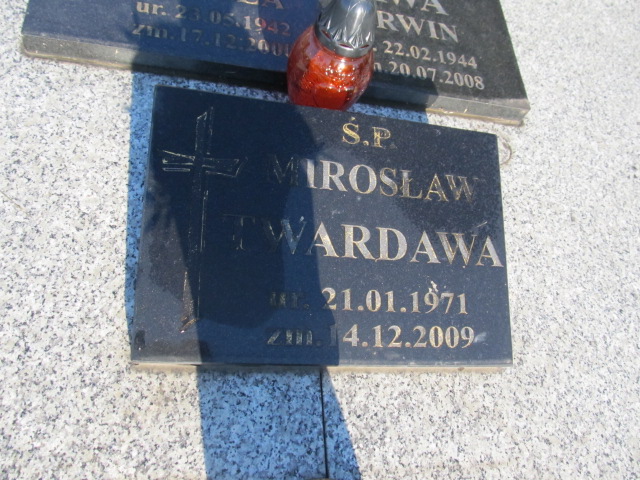 ur. 23.05.1942
zm.17.12.200
RWIN
22.02.1944
20.07.2008
Ś.P.
MIROSŁAW
TWARDAWA
ur. 21.01.1971
zm.14.12.2009